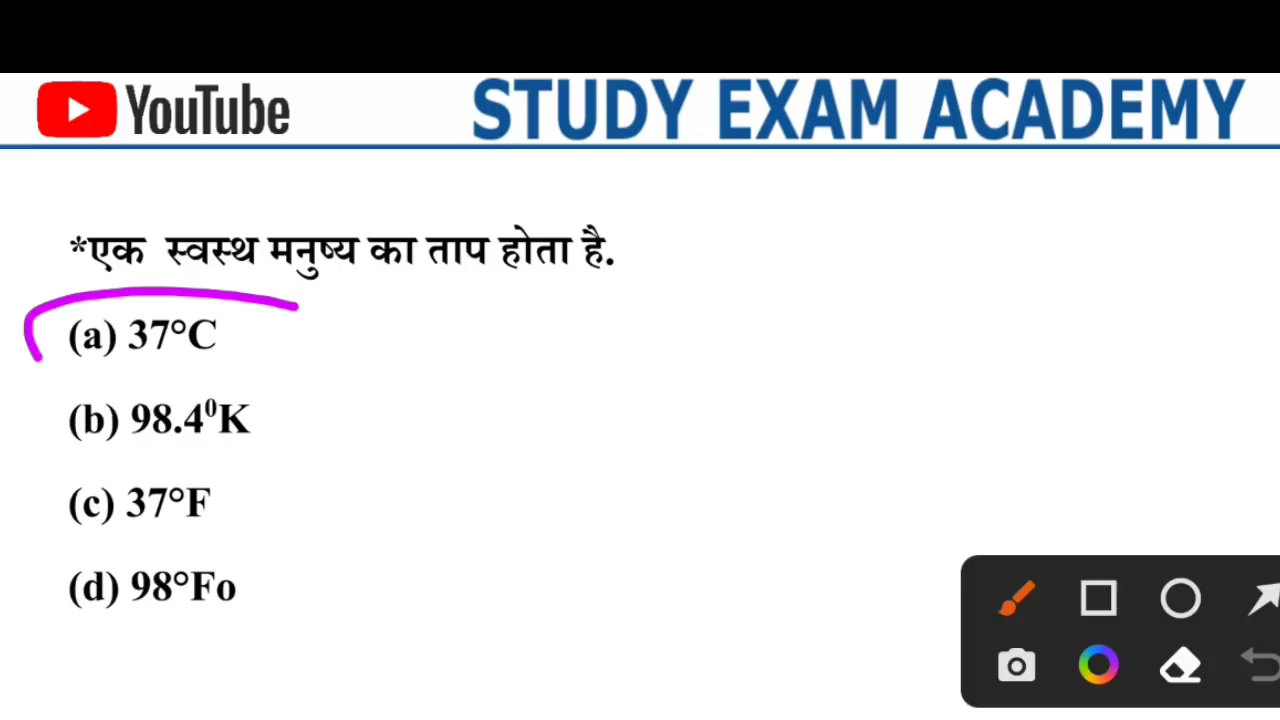 YouTube STUDY EXAM ACADEMY
*एक स्वस्थ मनुष्य का ताप होता है.
(a) 37°C
(b) 98.4⁰K
(c) 37°F
(d) 98°Fo